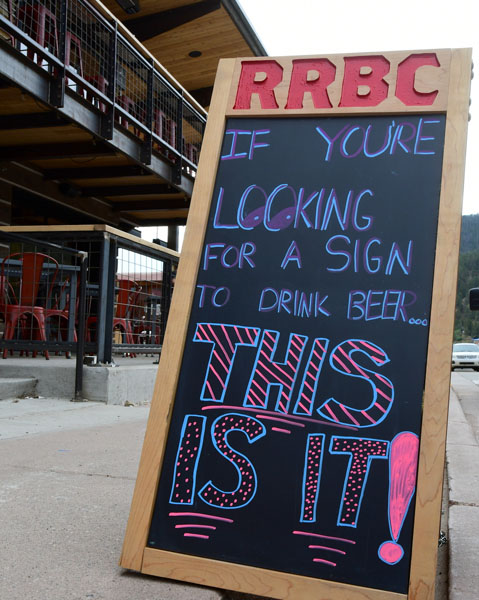 RRBC
IF YOU'RE
LOOKING
FOR A SIGN
TO DRINK BEER...
THIS
IS IT!